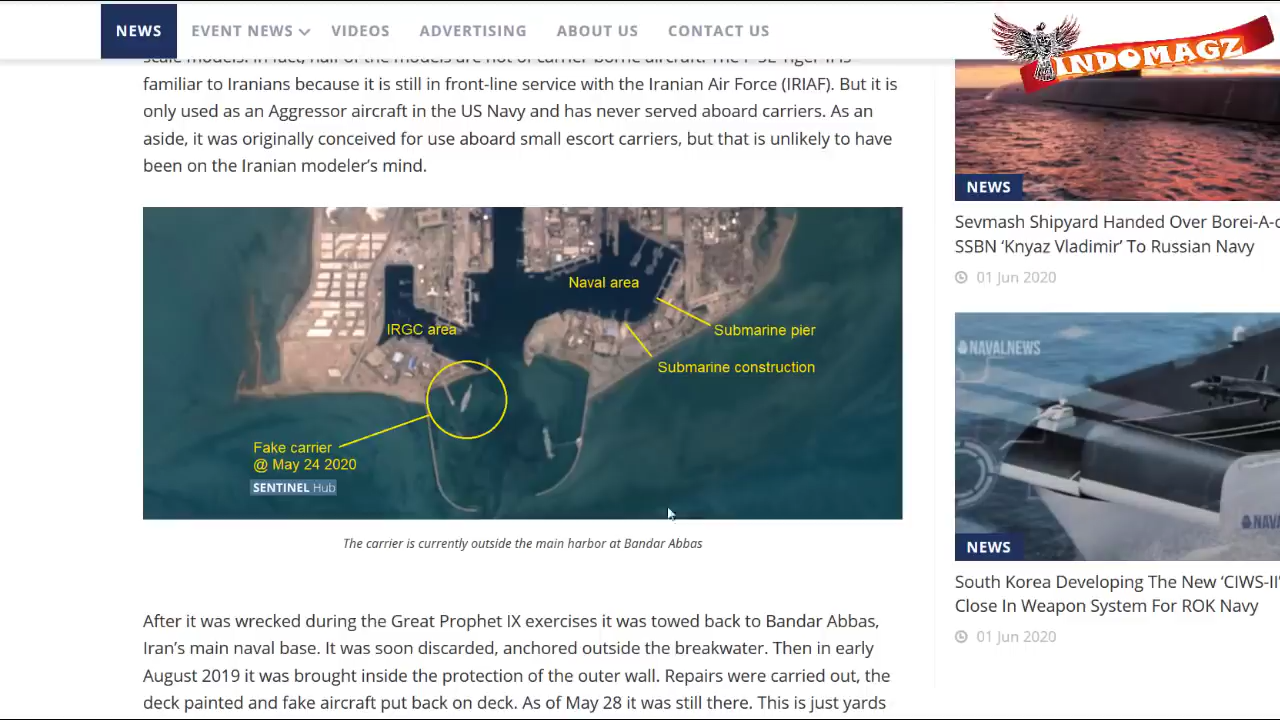 NEWS
EVENT NEWS
VIDEOS
ADVERTISING
ABOUT US
CONTACT US
INDOMAGZ
familiar to Iranians because it is still in front-line service with the Iranian Air Force (IRIAF). But it is
only used as an Aggressor aircraft in the US Navy and has never served aboard carriers. As an
aside, it was originally conceived for use aboard small escort carriers, but that is unlikely to have
been on the Iranian modeler’s mind.
Naval area
IRGC area
Submarine pier
Submarine construction
Fake carrier
@ May 24 2020
SENTINEL Hub
The carrier is currently outside the main harbor at Bandar Abbas
After it was wrecked during the Great Prophet IX exercises it was towed back to Bandar Abbas,
Iran’s main naval base. It was soon discarded, anchored outside the breakwater. Then in early
August 2019 it was brought inside the protection of the outer wall. Repairs were carried out, the
deck painted and fake aircraft put back on deck. As of May 28 it was still there. This is just yards
NEWS
Sevmash Shipyard Handed Over Borei-A-c
SSBN ‘Knyaz Vladimir’ To Russian Navy
01 Jun 2020
NAVALNEWS
NAVA
NEWS
South Korea Developing The New ‘CIWS-II’
Close In Weapon System For ROK Navy
01 Jun 2020